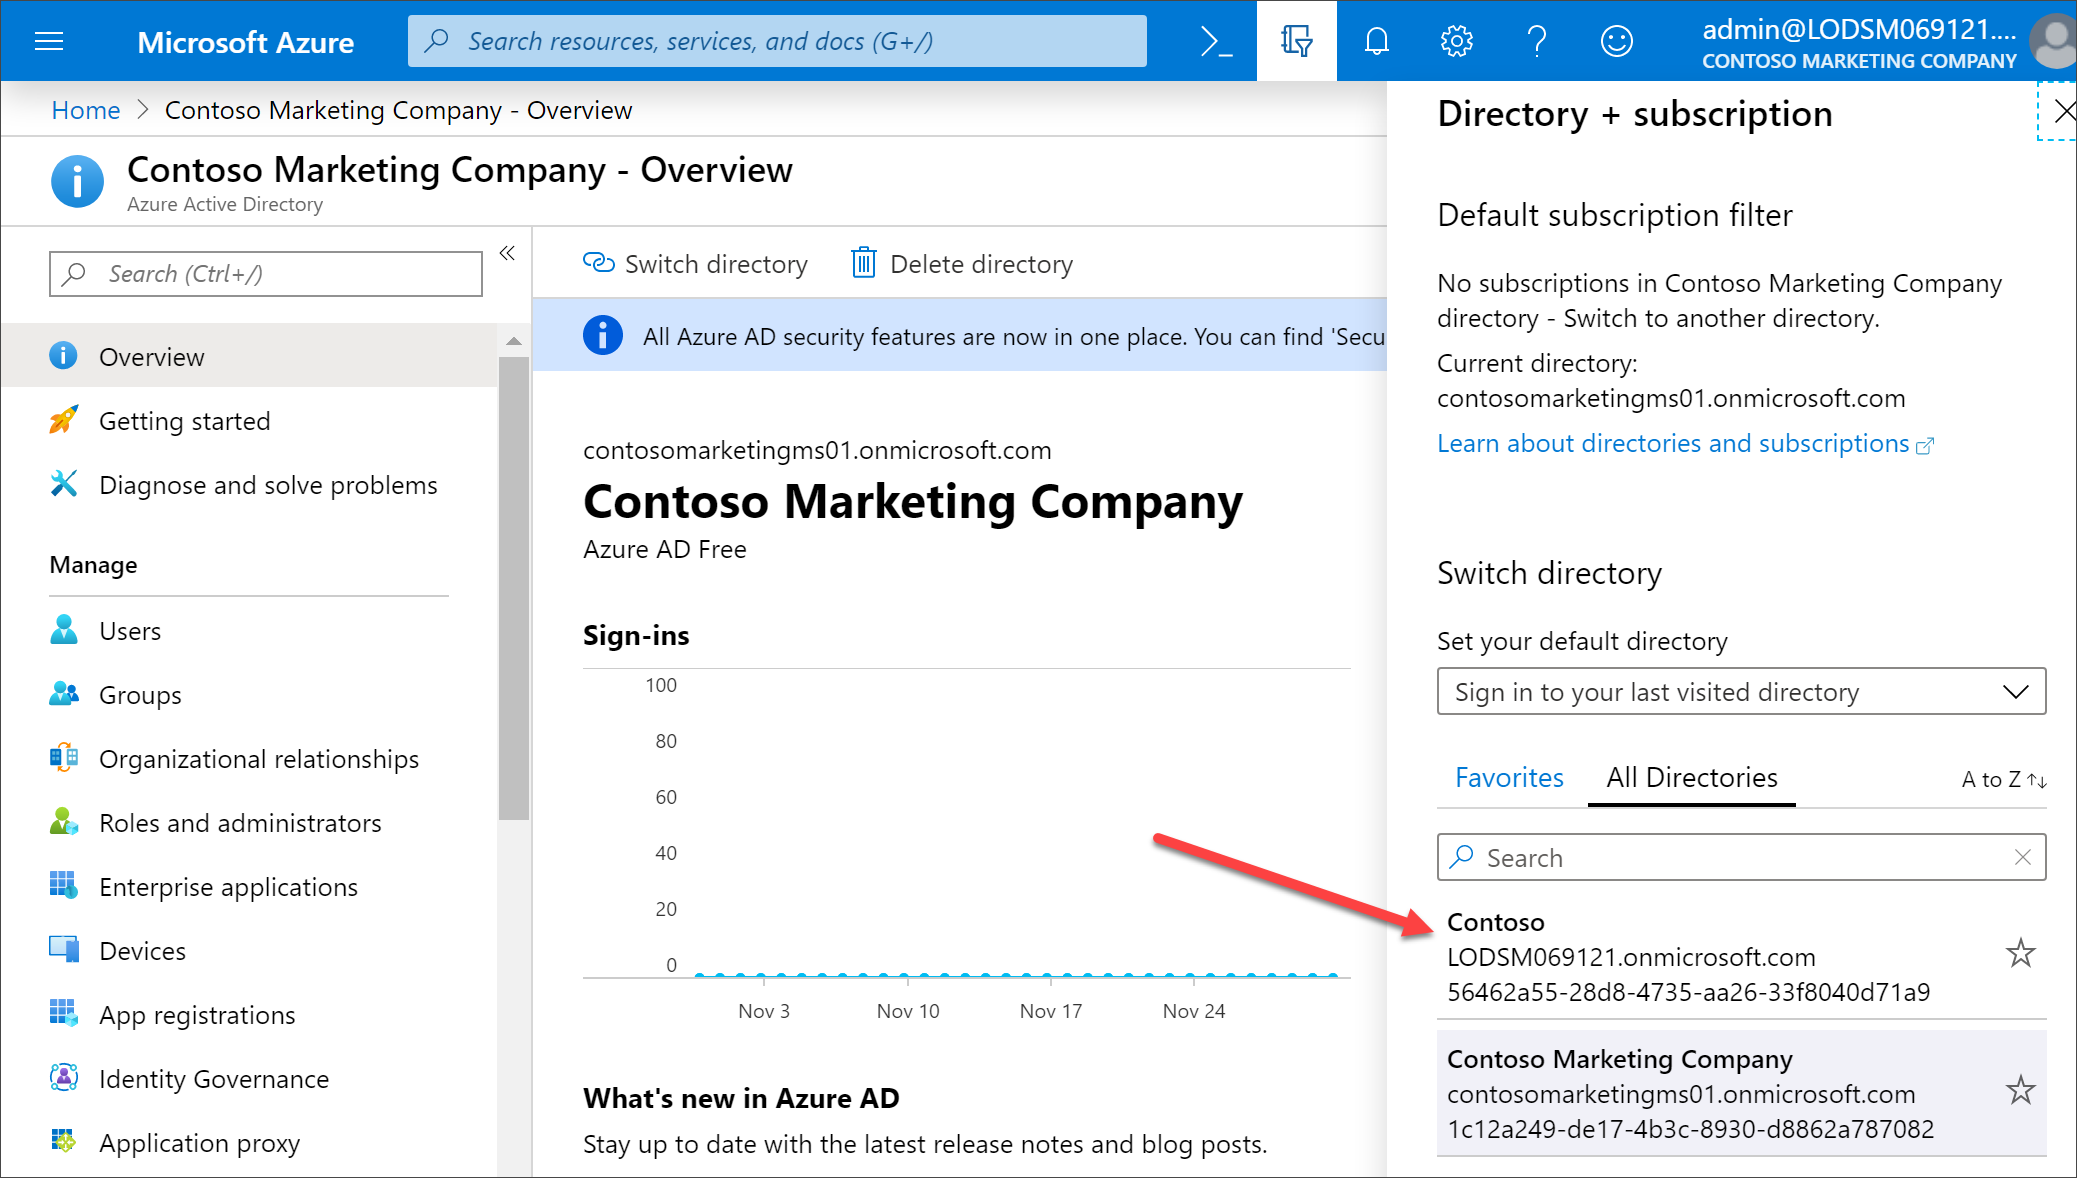 Microsoft Azure
Search resources, services, and docs (G+/)
admin@LODSM069121....
CONTOSO MARKETING COMPANY
Home > Contoso Marketing Company - Overview
Contoso Marketing Company - Overview
Azure Active Directory
Search (Ctrl+/)
Overview
Getting started
Diagnose and solve problems
Manage
Users
Groups
Organizational relationships
Roles and administrators
Enterprise applications
Devices
App registrations
Identity Governance
Application proxy
Switch directory
Delete directory
All Azure AD security features are now in one place. You can find 'Secu
contosomarketingms01.onmicrosoft.com
Contoso Marketing Company
Azure AD Free
Sign-ins
100
80
60
40
20
0
Nov 3
Nov 10
Nov 17
Nov 24
What's new in Azure AD
Stay up to date with the latest release notes and blog posts.
Directory + subscription
Default subscription filter
No subscriptions in Contoso Marketing Company
directory - Switch to another directory.
Current directory:
contosomarketingms01.onmicrosoft.com
Learn about directories and subscriptions
Switch directory
Set your default directory
Sign in to your last visited directory
Favorites
All Directories
A to Z
Search
Contoso
LODSM069121.onmicrosoft.com
56462a55-28d8-4735-aa26-33f8040d71a9
Contoso Marketing Company
contosomarketingms01.onmicrosoft.com
1c12a249-de17-4b3c-8930-d8862a787082